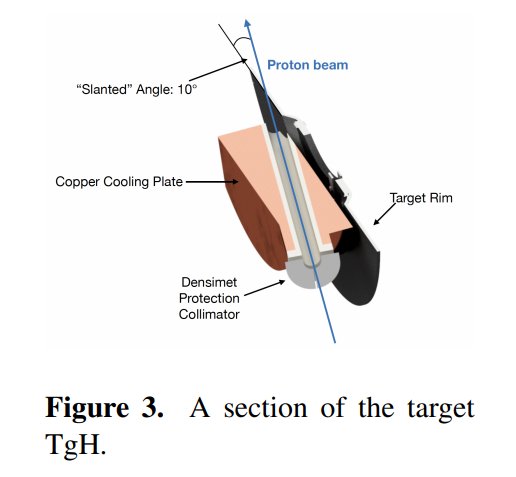 Proton beam
“Slanted” Angle: 10°
Copper Cooling Plate
Target Rim
Densimet
Protection
Collimator
Figure 3. A section of the target
TgH.